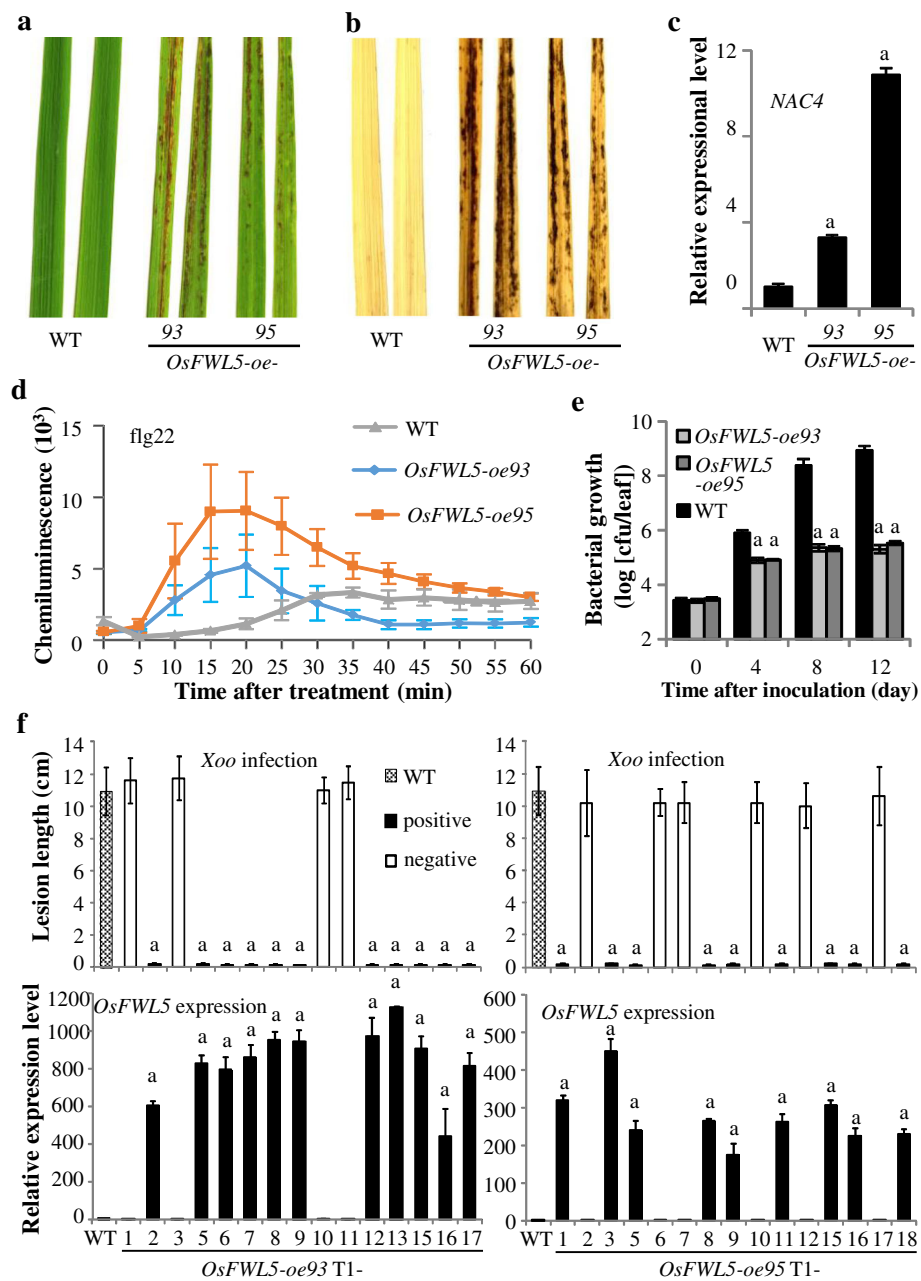 a
WT
93
95
OsFWL5-oe-
b
WT
93
95
OsFWL5-oe-
c
Relative expressional level
12
8
4
0
NAC4
a
a
WT
93
95
OsFWL5-oe-
d
Chemiluminescence (10³)
15
10
5
0
flg22
WT
OsFWL5-oe93
OsFWL5-oe95
0 5 10 15 20 25 30 35 40 45 50 55 60
Time after treatment (min)
e
Bacterial growth
(log [cfu/leaf])
10
8
6
4
2
OsFWL5-oe93
OsFWL5
-oe95
WT
a a a a a a
0 4 8 12
Time after inoculation (day)
f
Lesion length (cm)
14
12
10
8
6
4
2
0
Xoo infection
WT
positive
negative
a a a a a a a a a a a
14
12
10
8
6
4
2
0
Xoo infection
a a a a a a a a a
Relative expression level
1200
1000
800
600
400
200
0
OsFWL5 expression
a a a a a a a a a a a
WT 1 2 3 5 6 7 8 9 10 11 12 13 15 16 17
OsFWL5-oe93 T1-
600
500
400
300
200
100
0
OsFWL5 expression
a a a a a a a a a
WT 1 2 3 5 6 7 8 9 10 11 12 15 16 17 18
OsFWL5-oe95 T1-